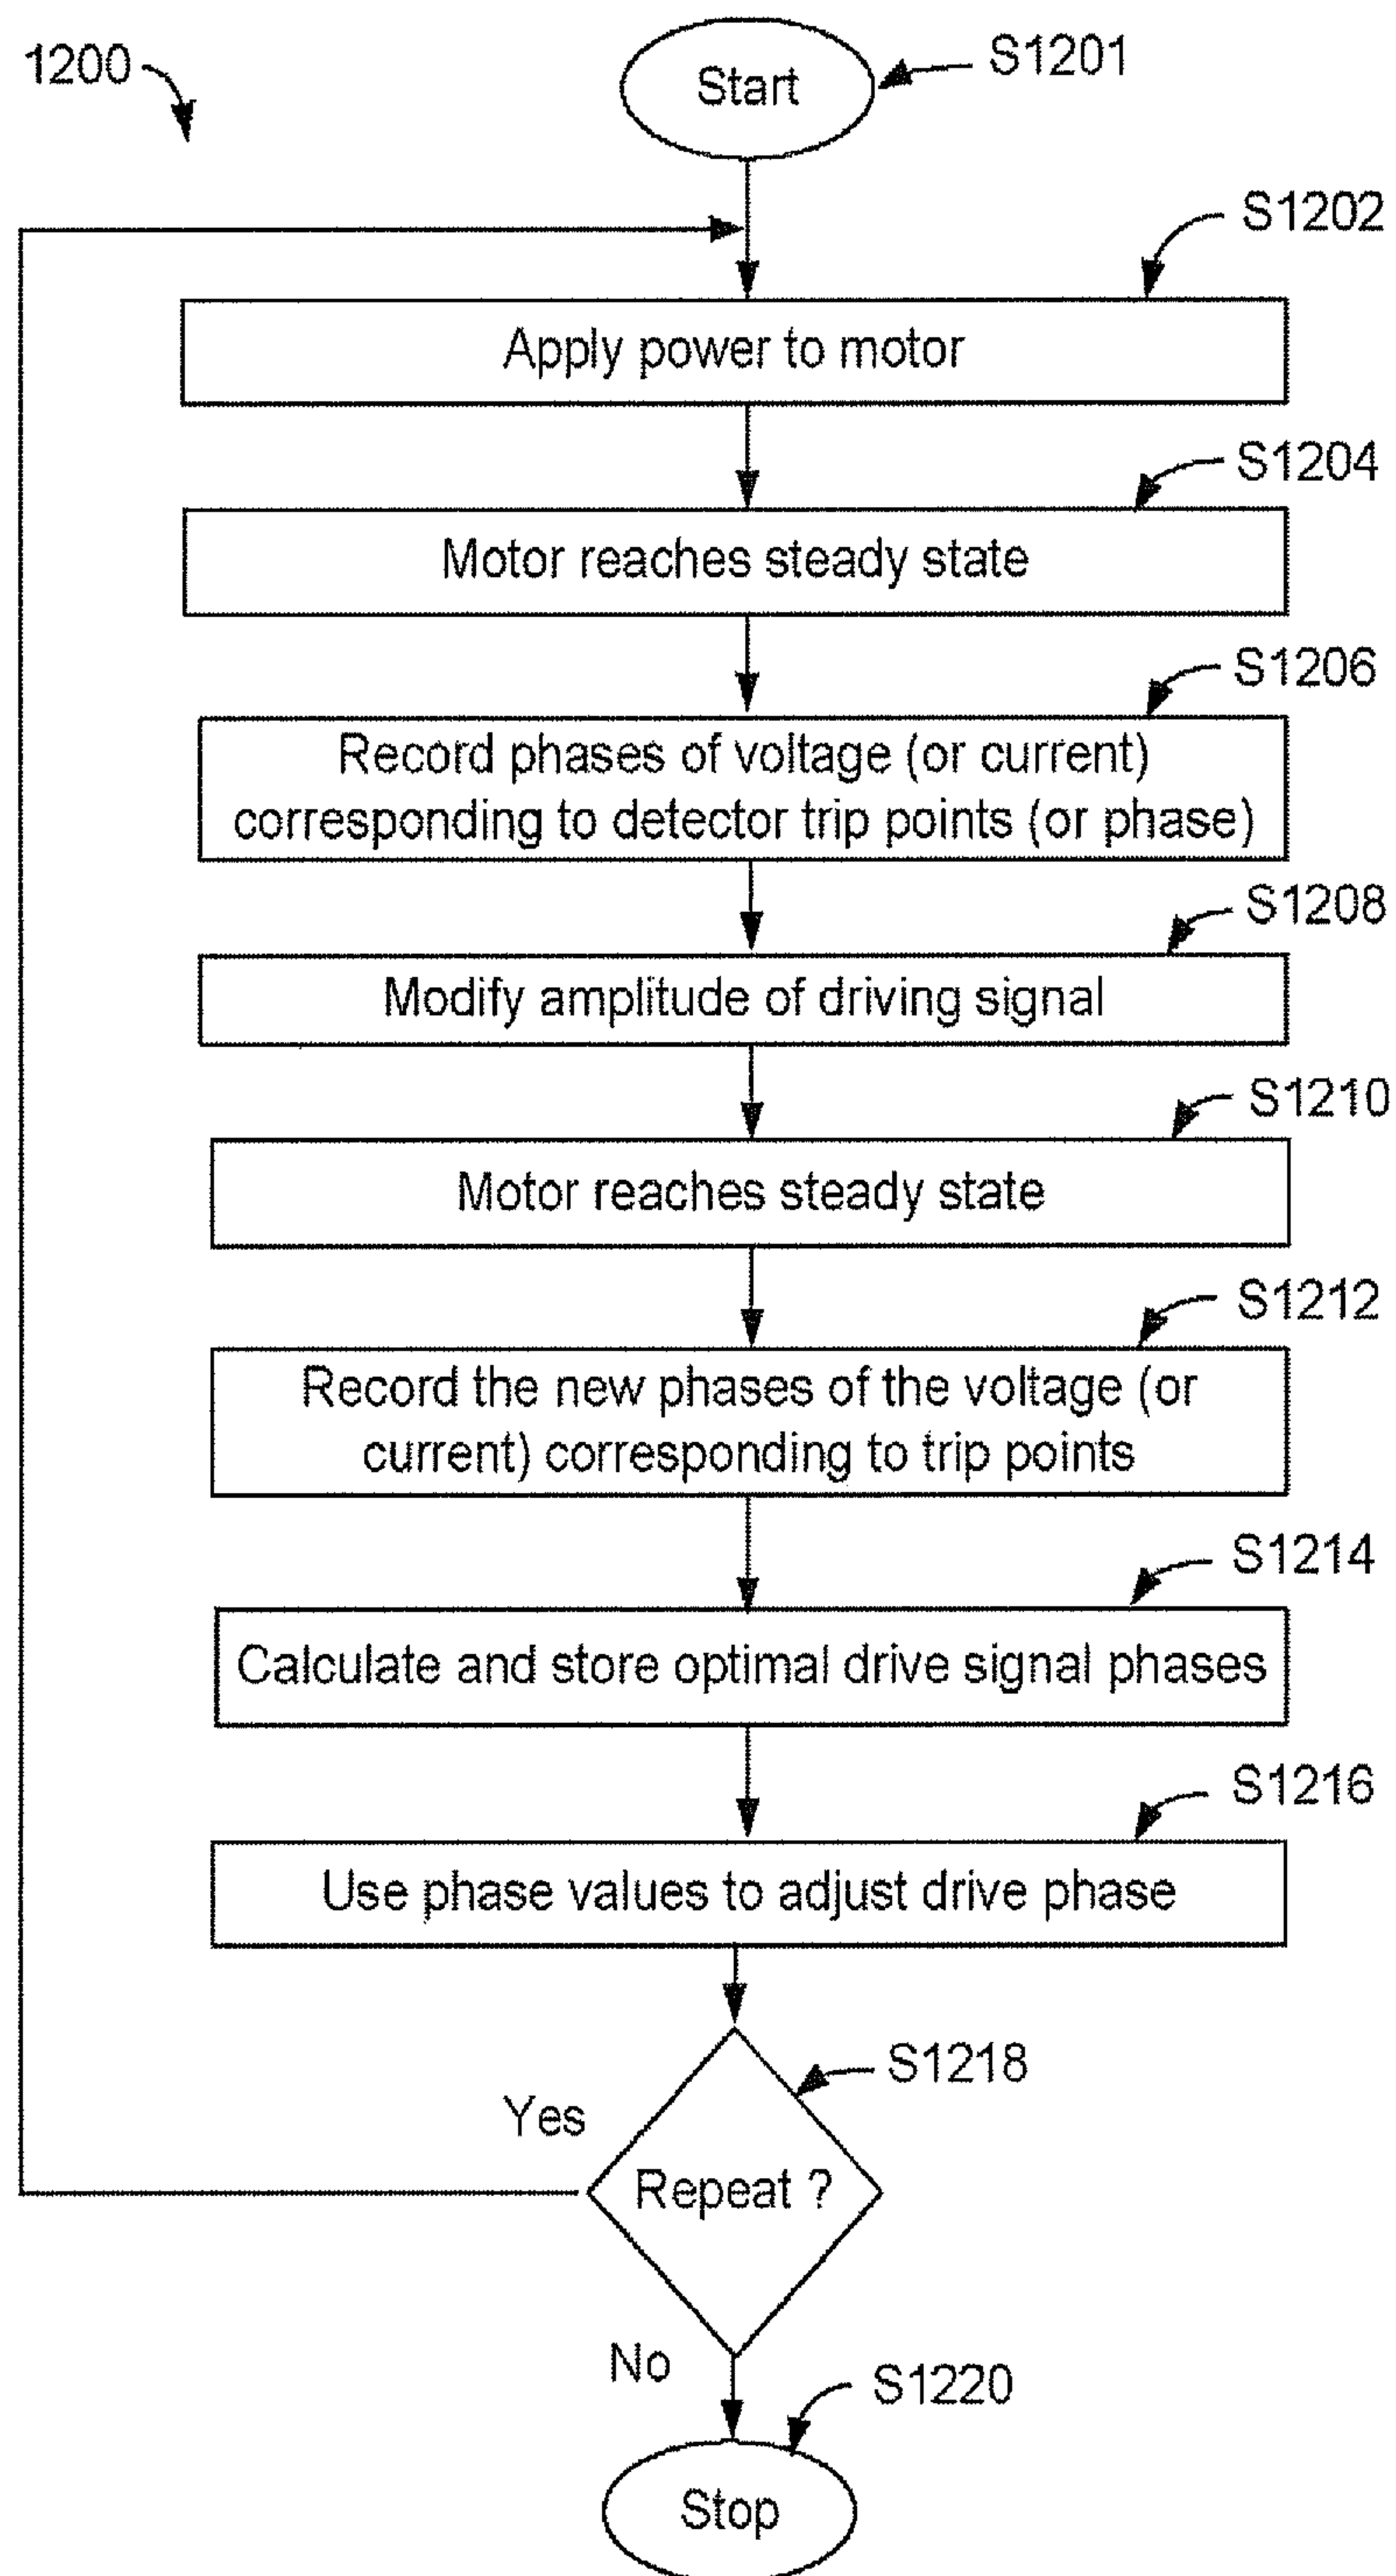 1200
Start
S1201
S1202
Apply power to motor
S1204
Motor reaches steady state
S1206
Record phases of voltage (or current)
corresponding to detector trip points (or phase)
S1208
Modify amplitude of driving signal
S1210
Motor reaches steady state
S1212
Record the new phases of the voltage (or
current) corresponding to trip points
S1214
Calculate and store optimal drive signal phases
S1216
Use phase values to adjust drive phase
S1218
Yes
Repeat ?
No
S1220
Stop